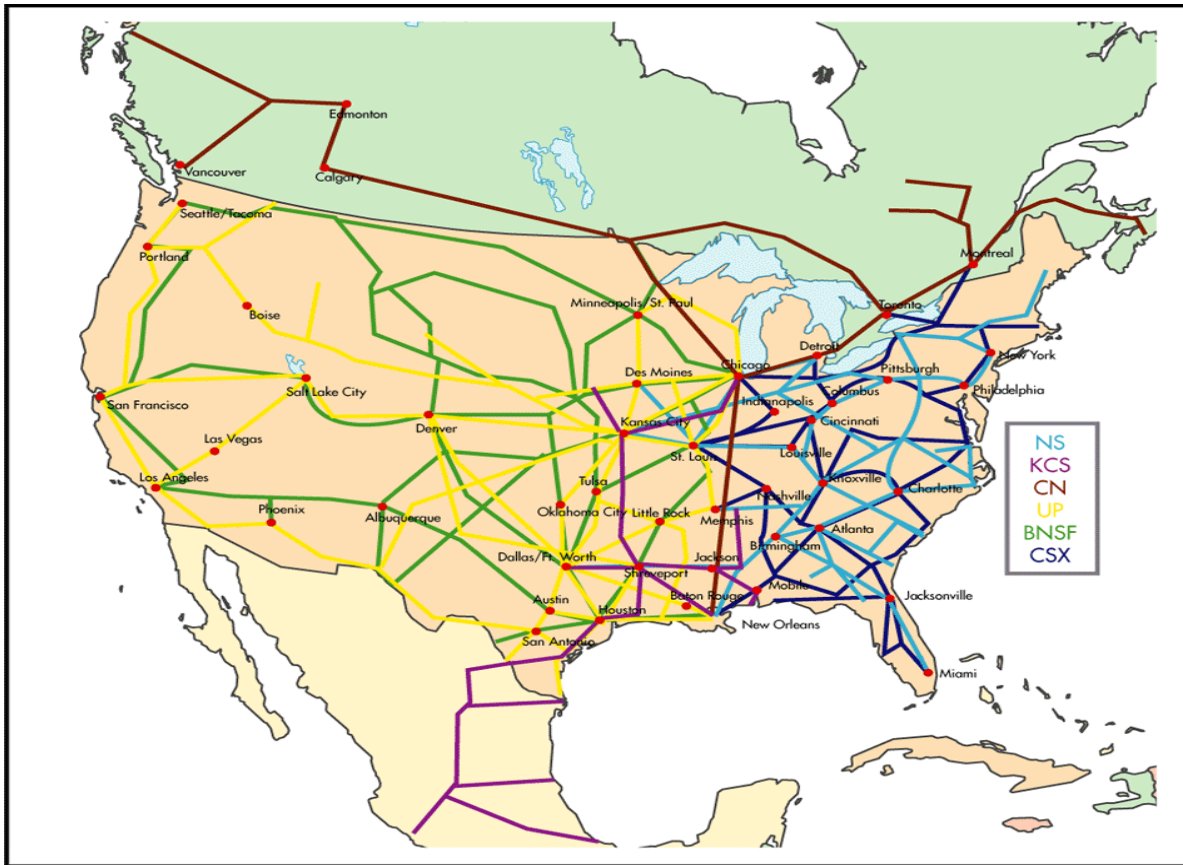 Edmonton
Vancouver
Calgary
Seattle/Tacoma
Portland
Montreal
Boise
Minneapolis/St. Paul
Toronto
Detroit
New York
Chicago
Pittsburgh
Des Moines
Salt Lake City
Columbus
Philadelphia
San Francisco
Indianapolis
Kansas City
Cincinnati
Denver
Las Vegas
St. Louis
Louisville
NS
KCS
CN
UP
BNSF
CSX
Los Angeles
Tulsa
Knoxville
Charlotte
Nashville
Phoenix
Albuquerque
Oklahoma City
Little Rock
Memphis
Atlanta
Birmingham
Dallas/Ft. Worth
Jackson
Shreveport
Mobile
Baton Rouge
Jacksonville
Austin
Houston
New Orleans
San Antonio
Miami